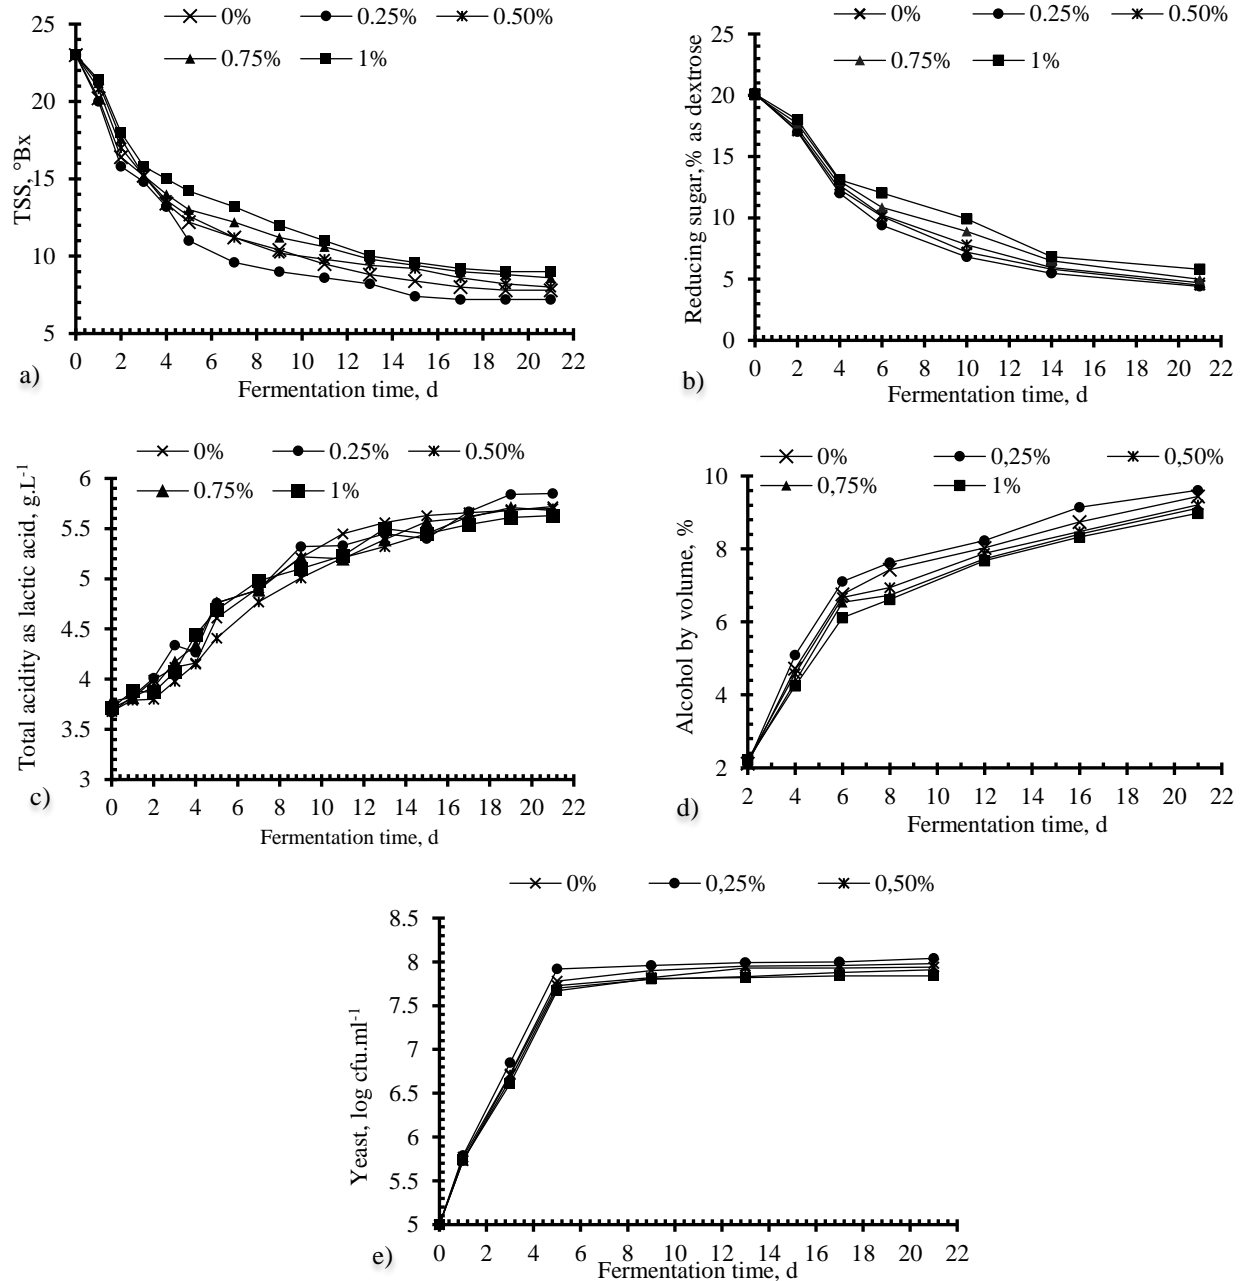 0% 0.25% 0.50%
0.75% 1%
25
20
15
10
5
TSS, °Bx
0 2 4 6 8 10 12 14 16 18 20 22
Fermentation time, d
a)
0% 0.25% 0.50%
0.75% 1%
25
20
15
10
5
0
Reducing sugar,% as dextrose
0 2 4 6 8 10 12 14 16 18 20 22
Fermentation time, d
b)
0% 0.25% 0.50%
0.75% 1%
6
5.5
5
4.5
4
3.5
3
Total acidity as lactic acid, g.L-1
0 2 4 6 8 10 12 14 16 18 20 22
Fermentation time, d
c)
0% 0,25% 0,50%
0,75% 1%
10
8
6
4
2
Alcohol by volume, %
2 4 6 8 10 12 14 16 18 20 22
Fermentation time, d
d)
0% 0,25% 0,50%
8.5
8
7.5
7
6.5
6
5.5
5
Yeast, log cfu.ml-1
0 2 4 6 8 10 12 14 16 18 20 22
Fermentation time, d
e)